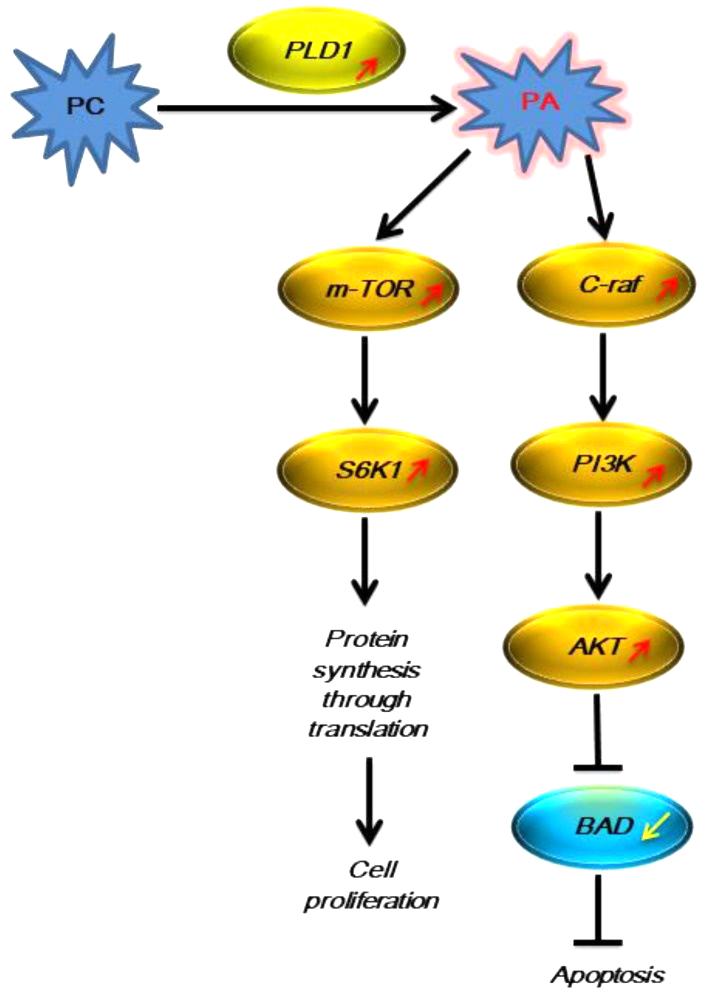 PLD1
PC
PA
m-TOR
C-raf
S6K1
PI3K
Protein
synthesis
through
translation
AKT
BAD
Cell
proliferation
Apoptosis